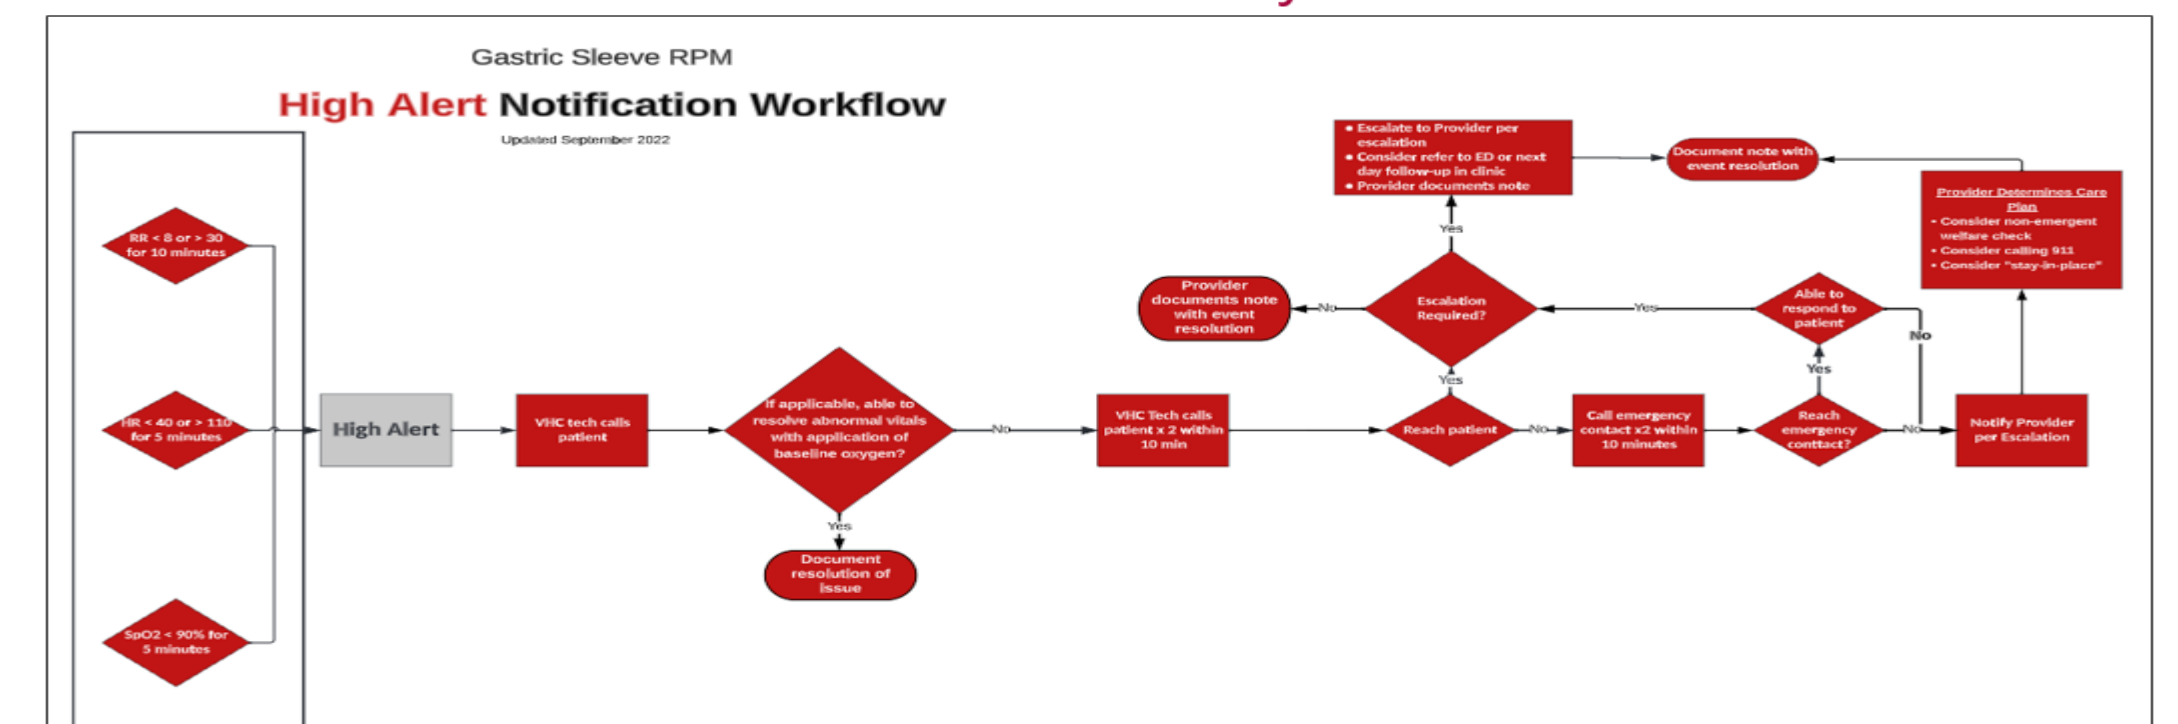 Gastric Sleeve RPM
High Alert Notification Workflow
Updated September 2022
RR < 8 or > 30
for 10 minutes
HR < 40 or > 110
for 5 minutes
SpO2 < 90% for
5 minutes
High Alert
VHC tech calls
patient
If applicable, able to
resolve abnormal vitals
with application of
baseline oxygen?
Yes
Document
resolution of
issue
No
VHC Tech calls
patient x 2 within
10 min
Reach patient
Yes
Escalation
Required?
No
Provider
documents note
with event
resolution
Yes
• Escalate to Provider per
escalation
• Consider refer to ED or next
day follow-up in clinic
• Provider documents note
Document note with
event resolution
No
Call emergency
contact x2 within
10 minutes
Reach
emergency
conttact?
Yes
Able to
respond to
patient
Yes
No
No
Notify Provider
per Escalation
Provider Determines Care
Plan
• Consider non-emergent
welfare check
• Consider calling 911
• Consider "stay-in-place"